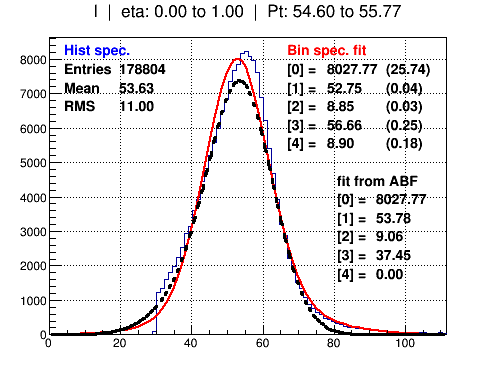 I | eta: 0.00 to 1.00 | Pt: 54.60 to 55.77
Hist spec.
Entries 178804
Mean 53.63
RMS 11.00
Bin spec. fit
[0] = 8027.77 (25.74)
[1] = 52.75 (0.04)
[2] = 8.85 (0.03)
[3] = 56.66 (0.25)
[4] = 8.90 (0.18)
fit from ABF
[0] = 8027.77
[1] = 53.78
[2] = 9.06
[3] = 37.45
[4] = 0.00
8000
7000
6000
5000
4000
3000
2000
1000
0
0 20 40 60 80 100